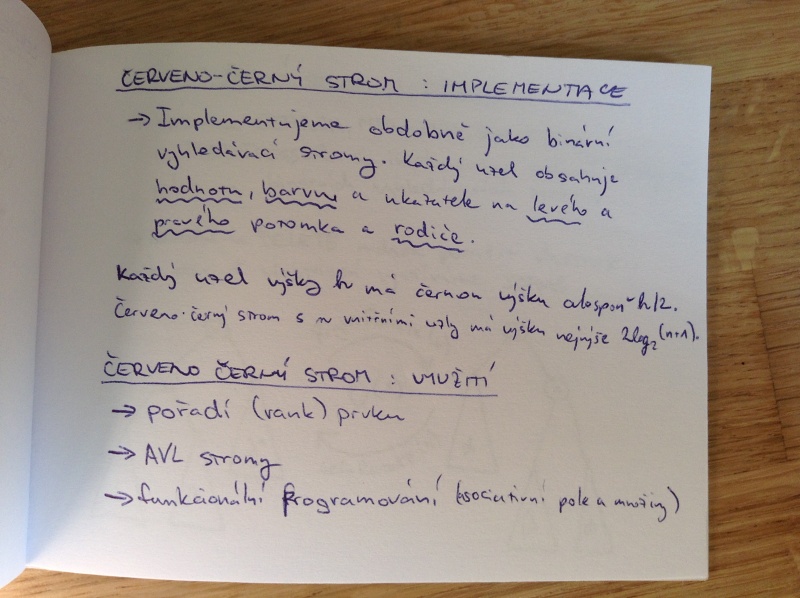 ČERVENO-ČERNÝ STROM : IMPLEMENTACE
→ Implementujeme obdobně jako binární
vyhledávací stromy. Každý uzel obsahuje
hodnotu, barvu a ukazatele na levého a
pravého potomka a rodiče.
Každý uzel výšky h má černou výšku alespoň h/2.
Červeno-černý strom s n vnitřními uzly má výšku nejvýše 2log₂(n+1).
ČERVENO ČERNÝ STROM : VYUŽITÍ
→ pořadí (rank) prvku
→ AVL stromy
→ funkcionální programování (asociativní pole a množiny)